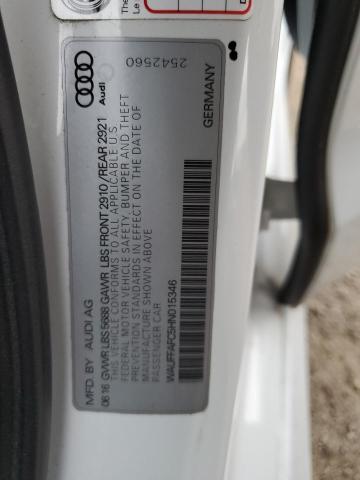 MFD. BY AUDI AG
06 16 GVWR LBS 5688 GAWR LBS FRONT 2910 /REAR 2921
THIS VEHICLE CONFORMS TO ALL APPLICABLE U.S.
FEDERAL MOTOR VEHICLE SAFETY, BUMPER AND THEFT
PREVENTION STANDARDS IN EFFECT ON THE DATE OF
MANUFACTURE SHOWN ABOVE
PASSENGER CAR
WAUFFAFC5HN015346
GERMANY
Audi
2542560
The
Le